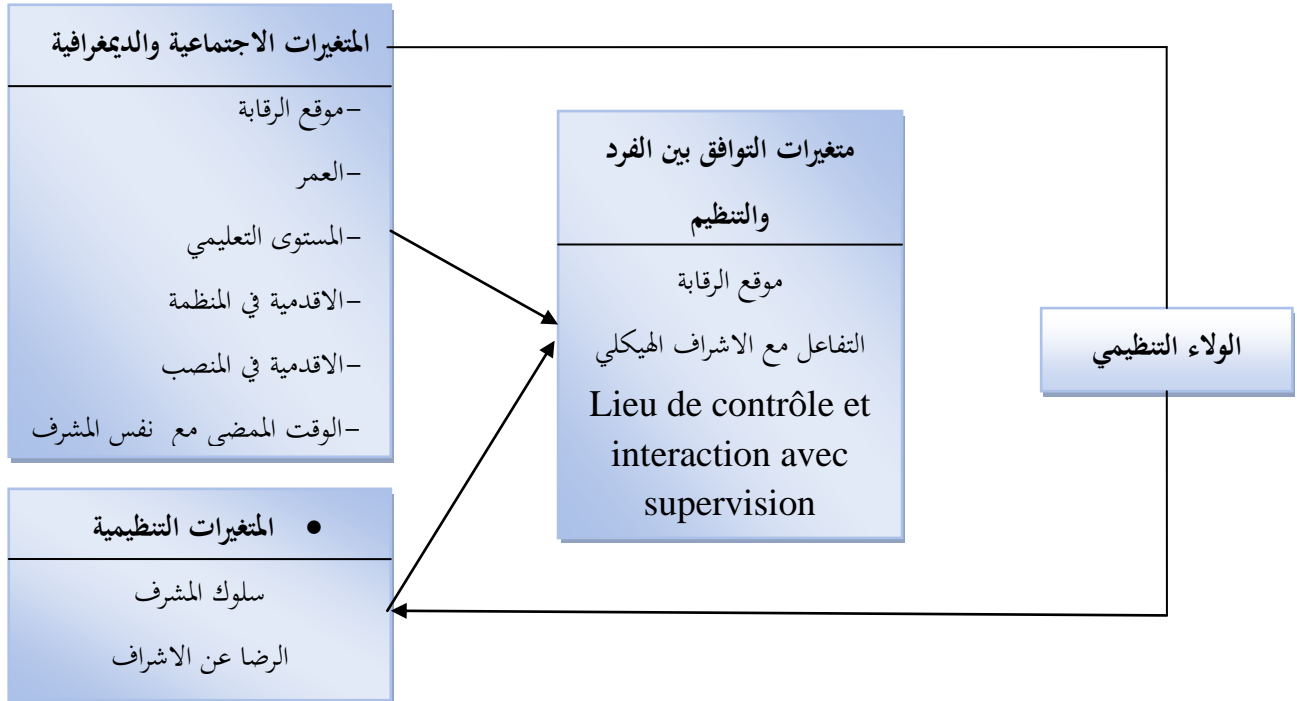 المتغيرات الاجتماعية والديمغرافية
-موقع الرقابة
-العمر
-المستوى التعليمي
-الاقدمية في المنظمة
-الاقدمية في المنصب
-الوقت الممضى مع نفس المشرف
متغيرات التوافق بين الفرد
والتنظيم
موقع الرقابة
التفاعل مع الاشراف الهيكلي
Lieu de contrôle et
interaction avec
supervision
الولاء التنظيمي
• المتغيرات التنظيمية
سلوك المشرف
الرضا عن الاشراف